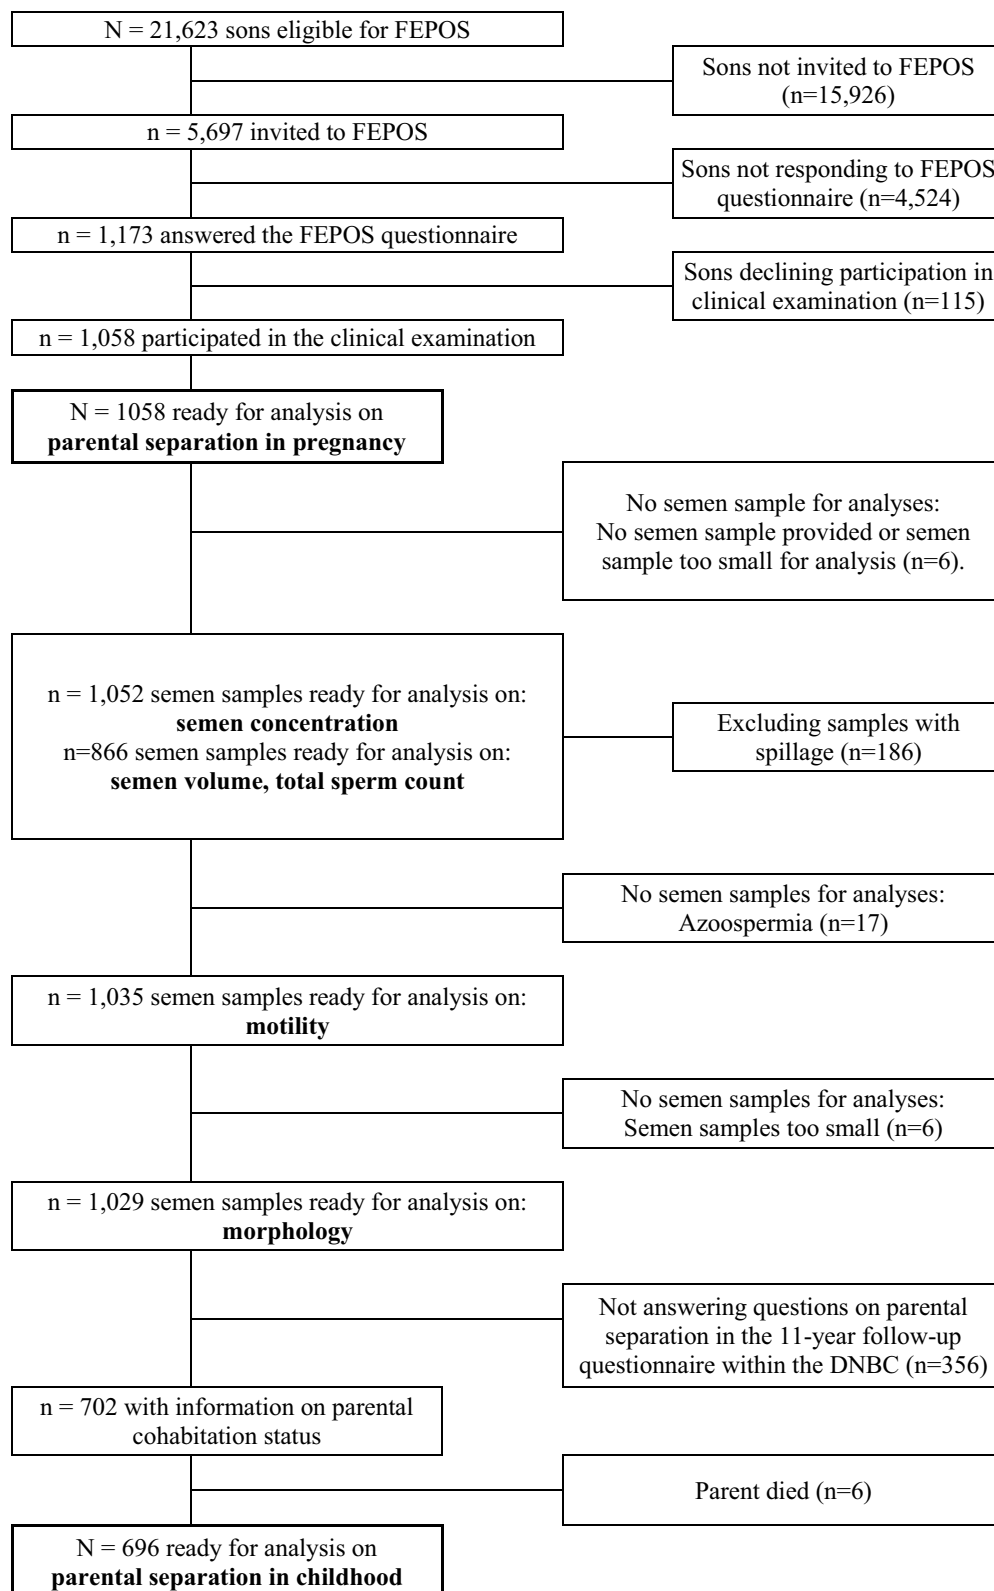 N = 21,623 sons eligible for FEPOS
Sons not invited to FEPOS
(n=15,926)
n = 5,697 invited to FEPOS
Sons not responding to FEPOS
questionnaire (n=4,524)
n = 1,173 answered the FEPOS questionnaire
Sons declining participation in
clinical examination (n=115)
n = 1,058 participated in the clinical examination
N = 1058 ready for analysis on
parental separation in pregnancy
No semen sample for analyses:
No semen sample provided or semen
sample too small for analysis (n=6).
n = 1,052 semen samples ready for analysis on:
semen concentration
n=866 semen samples ready for analysis on:
semen volume, total sperm count
Excluding samples with
spillage (n=186)
No semen samples for analyses:
Azoospermia (n=17)
n = 1,035 semen samples ready for analysis on:
motility
No semen samples for analyses:
Semen samples too small (n=6)
n = 1,029 semen samples ready for analysis on:
morphology
Not answering questions on parental
separation in the 11-year follow-up
questionnaire within the DNBC (n=356)
n = 702 with information on parental
cohabitation status
Parent died (n=6)
N = 696 ready for analysis on
parental separation in childhood